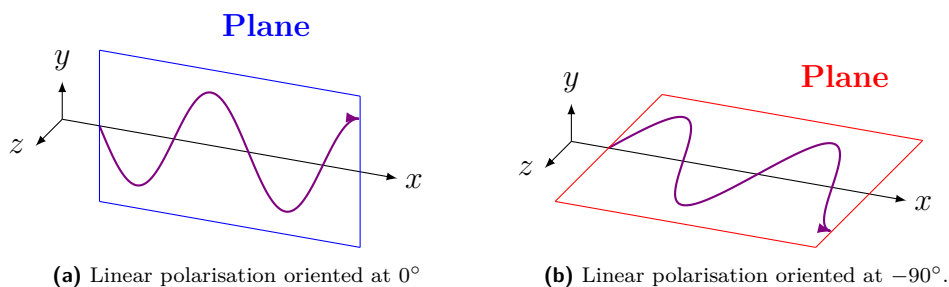 Plane
y
z
x
Plane
y
z
x
(a) Linear polarisation oriented at 0°
(b) Linear polarisation oriented at −90°.